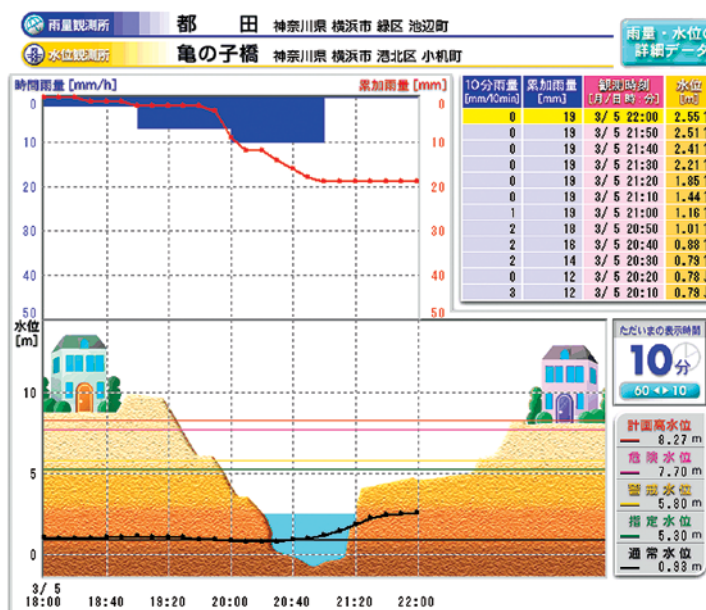 雨量観測所 都 田 神奈川県 横浜市 緑区 池辺町
水位観測所 亀の子橋 神奈川県 横浜市 港北区 小机町
雨量・水位の
詳細データ
時間雨量 [mm/h] 累加雨量 [mm]
0 0
10 10
20 20
30 30
40 40
50 50
10分雨量 [mm/10min] 累加雨量 [mm] 観測時刻 [月/日 時:分] 水位 [m]
0 19 3/ 5 22:00 2.55
0 19 3/ 5 21:50 2.51
0 19 3/ 5 21:40 2.41
0 19 3/ 5 21:30 2.21
0 19 3/ 5 21:20 1.85
0 19 3/ 5 21:10 1.44
1 19 3/ 5 21:00 1.16
2 18 3/ 5 20:50 1.01
2 16 3/ 5 20:40 0.88
2 14 3/ 5 20:30 0.79
0 12 3/ 5 20:20 0.78
3 12 3/ 5 20:10 0.79
水位
[m]
10
5
0
3/ 5
18:00 18:40 19:20 20:00 20:40 21:20 22:00
ただいまの表示時間
10分
60 ◀▶ 10
計画高水位
8.27 m
危険水位
7.70 m
警戒水位
5.80 m
指定水位
5.30 m
通常水位
0.93 m